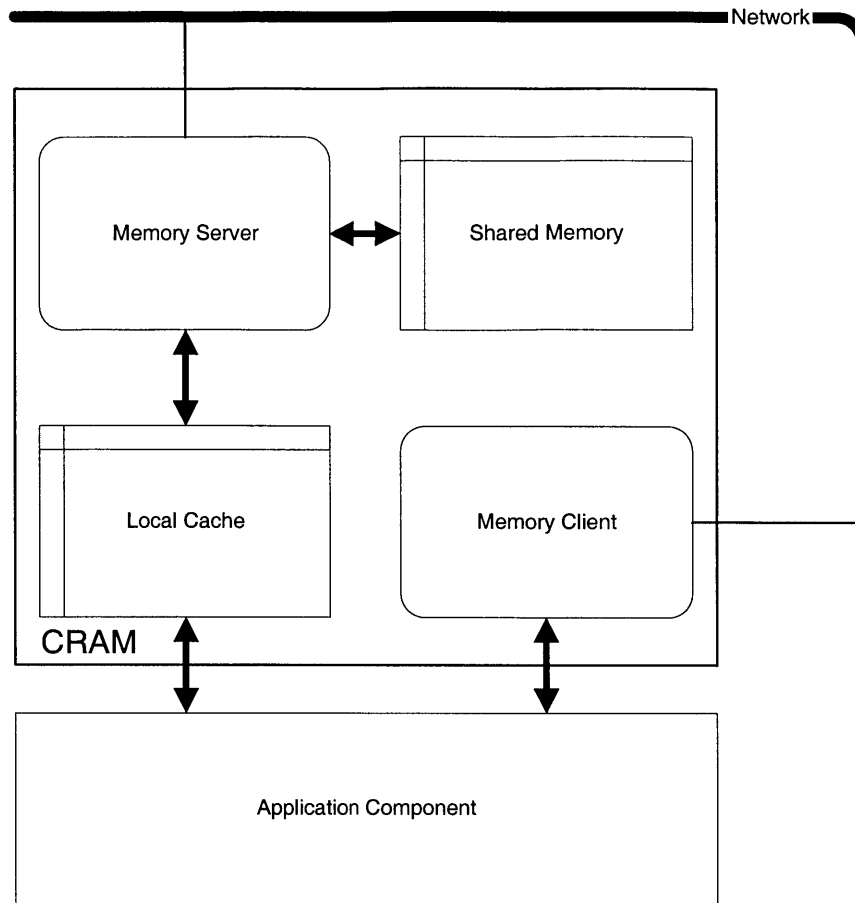 Network
Memory Server
Shared Memory
Local Cache
Memory Client
CRAM
Application Component